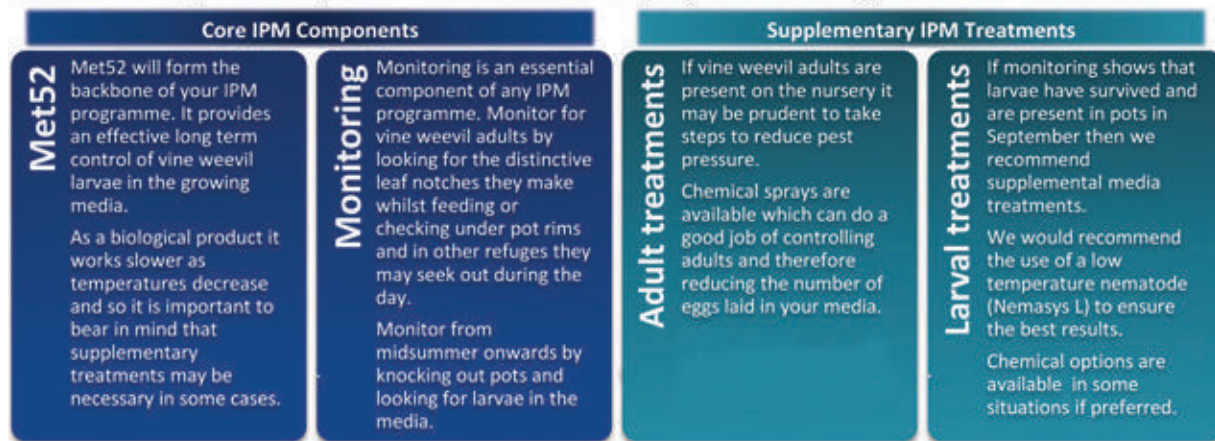 Core IPM Components
Met52
Met52 will form the
backbone of your IPM
programme. It provides
an effective long term
control of vine weevil
larvae in the growing
media.
As a biological product it
works slower as
temperatures decrease
and so it is important to
bear in mind that
supplementary
treatments may be
necessary in some cases.
Monitoring
Monitoring is an essential
component of any IPM
programme. Monitor for
vine weevil adults by
looking for the distinctive
leaf notches they make
whilst feeding or
checking under pot rims
and in other refuges they
may seek out during the
day.
Monitor from
midsummer onwards by
knocking out pots and
looking for larvae in the
media.
Supplementary IPM Treatments
Adult treatments
If vine weevil adults are
present on the nursery it
may be prudent to take
steps to reduce pest
pressure.
Chemical sprays are
available which can do a
good job of controlling
adults and therefore
reducing the number of
eggs laid in your media.
Larval treatments
If monitoring shows that
larvae have survived and
are present in pots in
September then we
recommend
supplemental media
treatments.
We would recommend
the use of a low
temperature nematode
(Nemasys L) to ensure
the best results.
Chemical options are
available in some
situations if preferred.